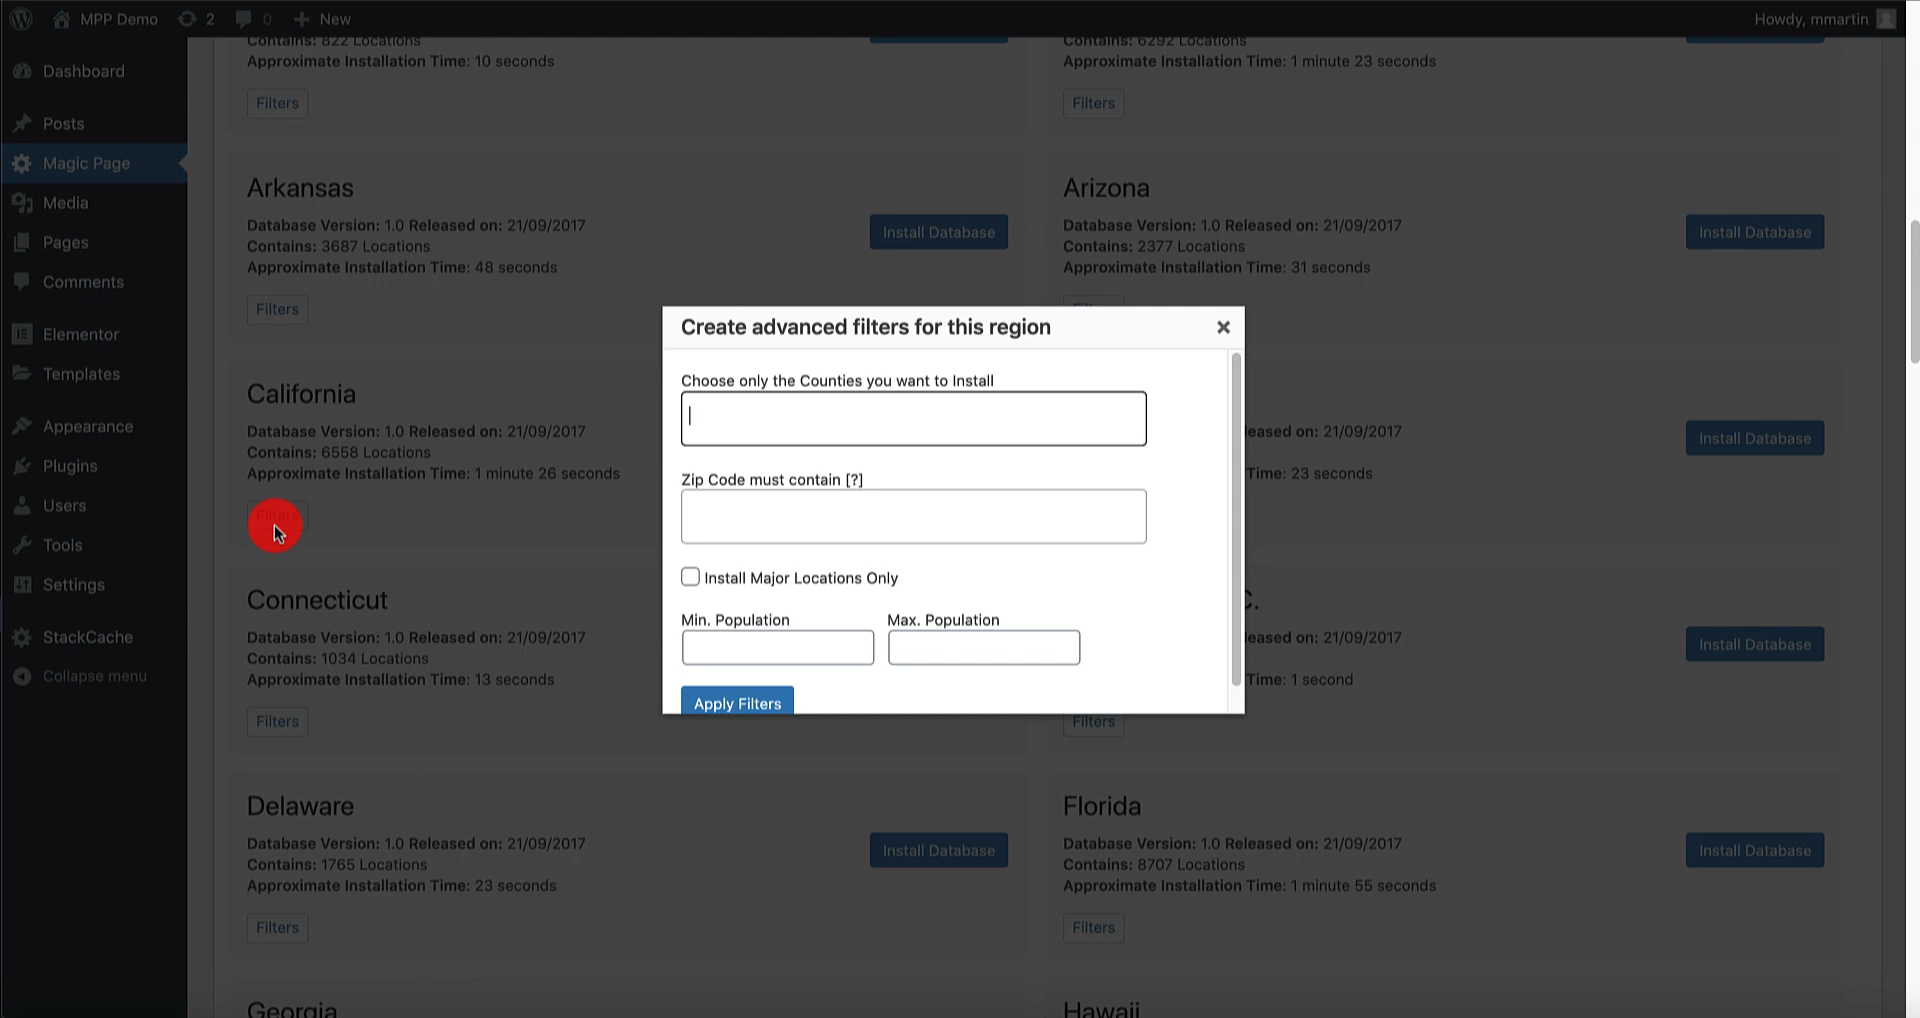 MPP Demo 2 0 New
Howdy, mmartin
Dashboard
Posts
Magic Page
Media
Pages
Comments
Elementor
Templates
Appearance
Plugins
Users
Tools
Settings
StackCache
Collapse menu
Contains: 822 Locations
Approximate Installation Time: 10 seconds
Filters
Contains: 6292 Locations
Approximate Installation Time: 1 minute 23 seconds
Filters
Arkansas
Database Version: 1.0 Released on: 21/09/2017
Contains: 3687 Locations
Approximate Installation Time: 48 seconds
Install Database
Filters
Arizona
Database Version: 1.0 Released on: 21/09/2017
Contains: 2377 Locations
Approximate Installation Time: 31 seconds
Install Database
California
Database Version: 1.0 Released on: 21/09/2017
Contains: 6558 Locations
Approximate Installation Time: 1 minute 26 seconds
Filters
eased on: 21/09/2017
Time: 23 seconds
Install Database
Create advanced filters for this region
Choose only the Counties you want to Install
Zip Code must contain [?]
Install Major Locations Only
Min. Population
Max. Population
Apply Filters
Connecticut
Database Version: 1.0 Released on: 21/09/2017
Contains: 1034 Locations
Approximate Installation Time: 13 seconds
Filters
C.
eased on: 21/09/2017
Time: 1 second
Install Database
Filters
Delaware
Database Version: 1.0 Released on: 21/09/2017
Contains: 1765 Locations
Approximate Installation Time: 23 seconds
Install Database
Filters
Florida
Database Version: 1.0 Released on: 21/09/2017
Contains: 8707 Locations
Approximate Installation Time: 1 minute 55 seconds
Install Database
Filters
Georgia
Hawaii